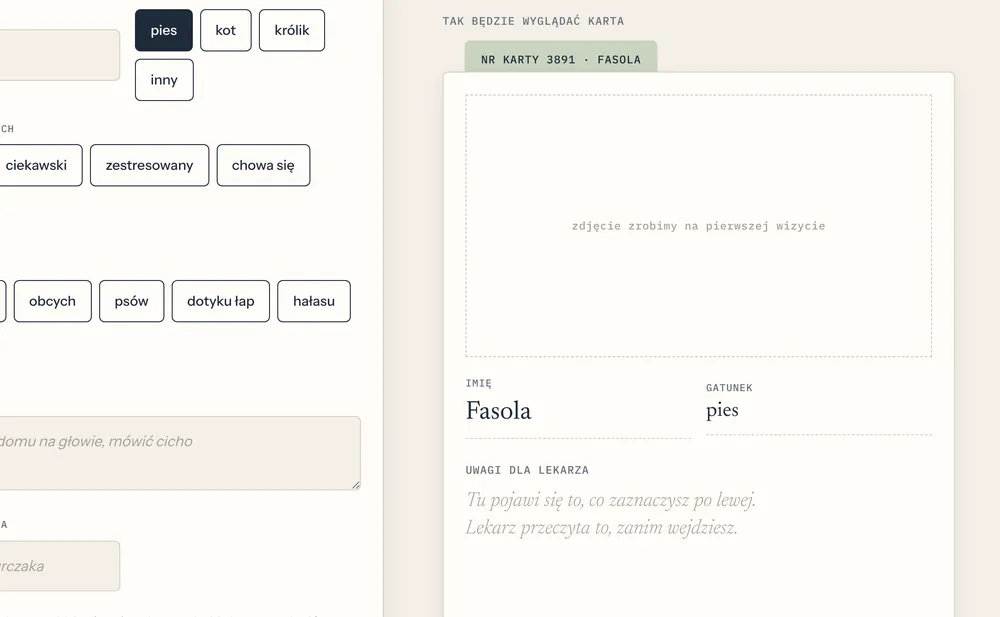 pies
kot
królik
inny
CH
ciekawski
zestresowany
chowa się
obcych
psów
dotyku łap
hałasu
domu na głowie, mówić cicho
A
rczaka
TAK BĘDZIE WYGLĄDAĆ KARTA
NR KARTY 3891 · FASOLA
zdjęcie zrobimy na pierwszej wizycie
IMIĘ
Fasola
GATUNEK
pies
UWAGI DLA LEKARZA
Tu pojawi się to, co zaznaczysz po lewej.
Lekarz przeczyta to, zanim wejdziesz.